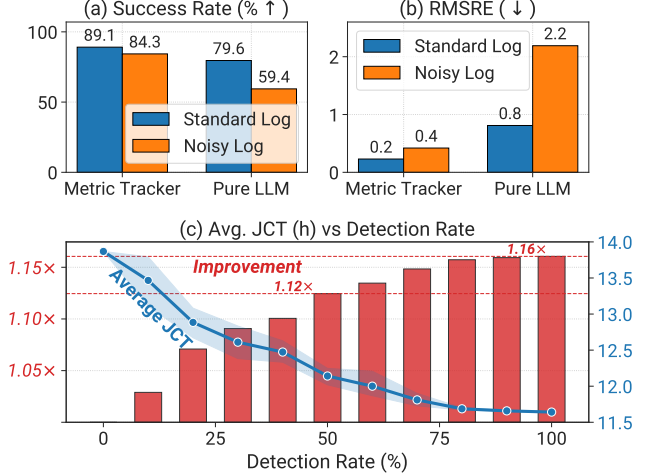 (a) Success Rate (% ↑ )
100
50
0
89.1
84.3
79.6
59.4
Standard Log
Noisy Log
Metric Tracker
Pure LLM
(b) RMSRE ( ↓ )
2
1
0
Standard Log
Noisy Log
0.2
0.4
0.8
2.2
Metric Tracker
Pure LLM
(c) Avg. JCT (h) vs Detection Rate
1.15×
1.10×
1.05×
Improvement
1.12×
1.16×
Average JCT
14.0
13.5
13.0
12.5
12.0
11.5
0
25
50
75
100
Detection Rate (%)